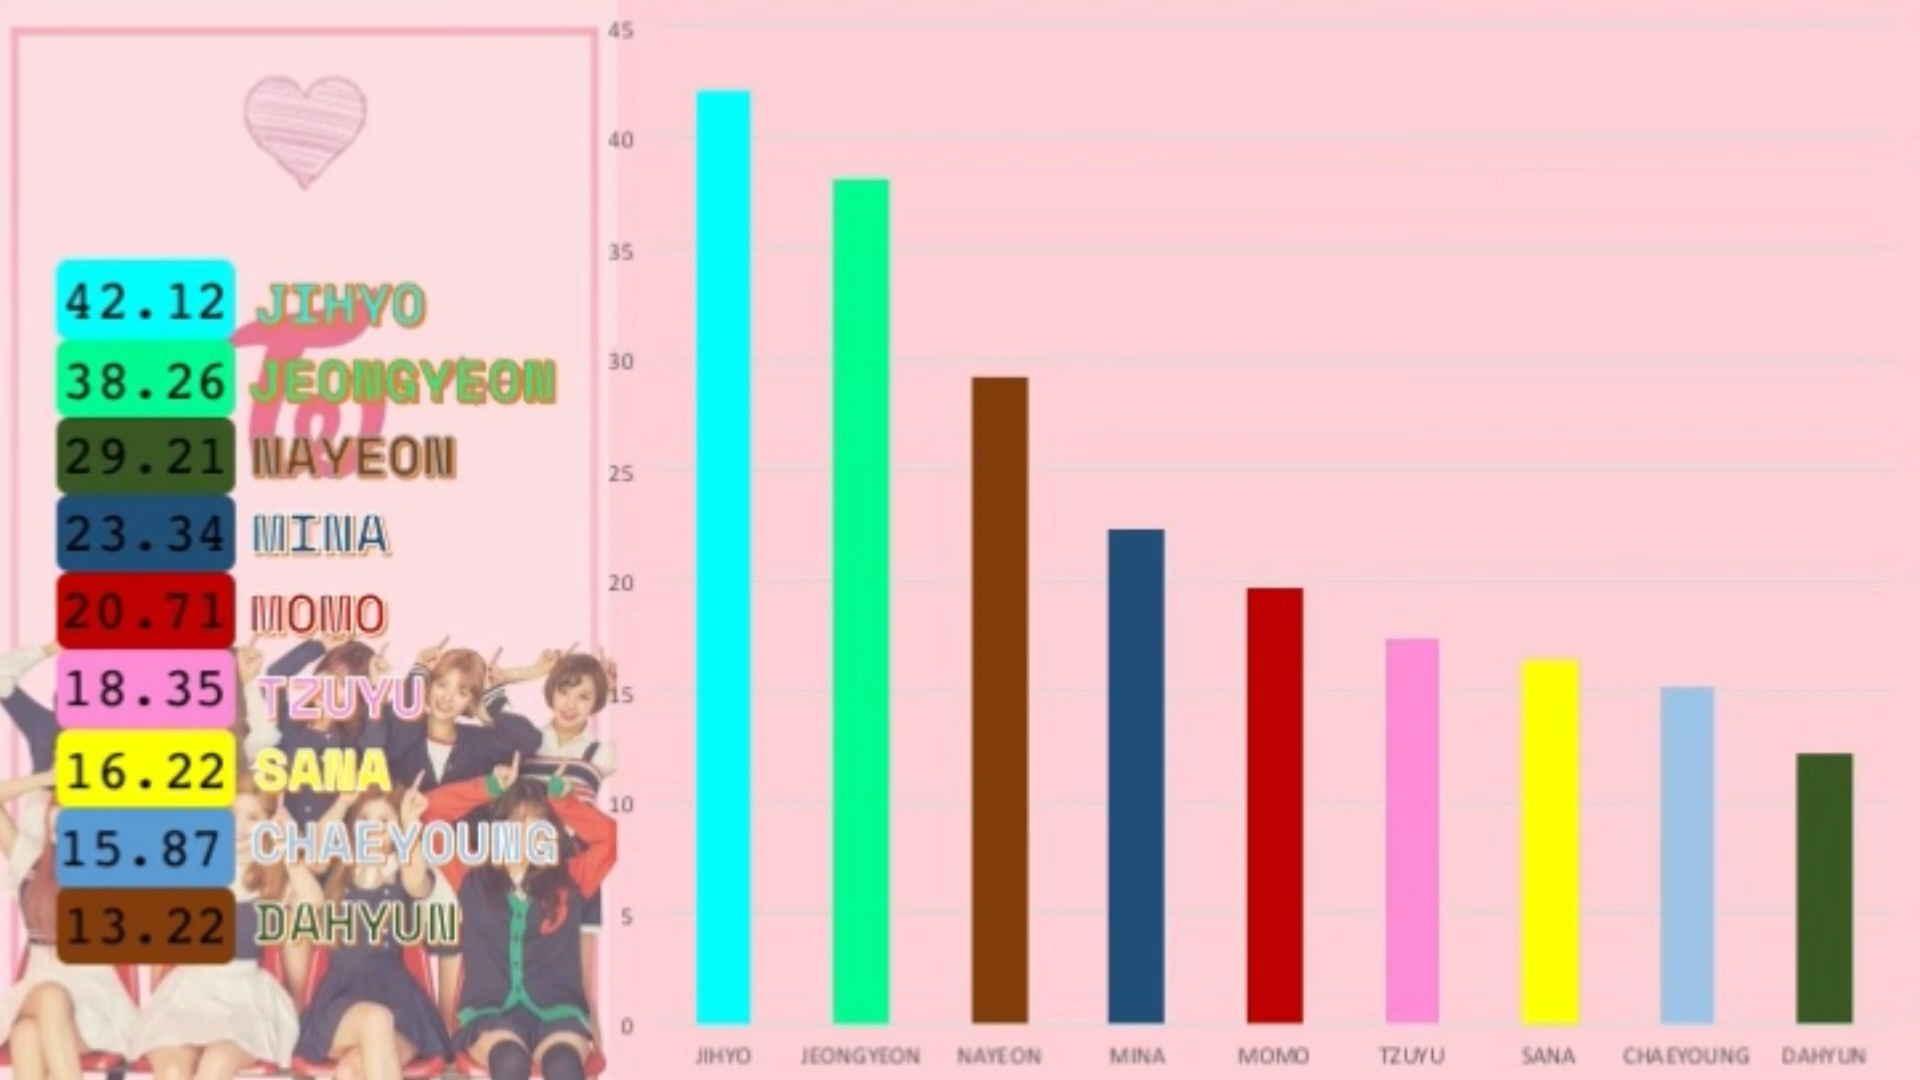 42.12 JIHYO
38.26 JEONGYEON
29.21 NAYEON
23.34 MINA
20.71 MOMO
18.35 TZUYU
16.22 SANA
15.87 CHAEYOUNG
13.22 DAHYUN
45
40
35
30
25
20
15
10
5
0
JIHYO JEONGYEON NAYEON MINA MOMO TZUYU SANA CHAEYOUNG DAHYUN